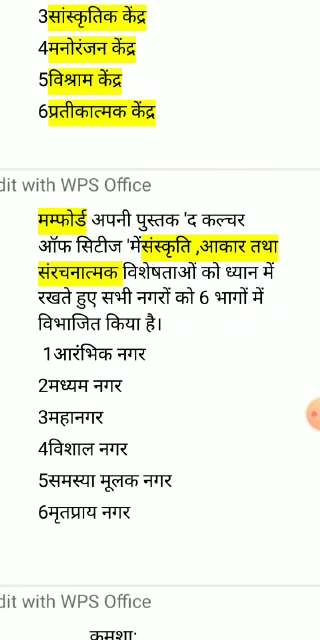 3सांस्कृतिक केंद्र
4मनोरंजन केंद्र
5विश्राम केंद्र
6प्रतीकात्मक केंद्र
dit with WPS Office
मम्फोर्ड अपनी पुस्तक 'द कल्चर
ऑफ सिटीज 'मेंसंस्कृति ,आकार तथा
संरचनात्मक विशेषताओं को ध्यान में
रखते हुए सभी नगरों को 6 भागों में
विभाजित किया है।
1आरंभिक नगर
2मध्यम नगर
3महानगर
4विशाल नगर
5समस्या मूलक नगर
6मृतप्राय नगर
dit with WPS Office
क्रमशः